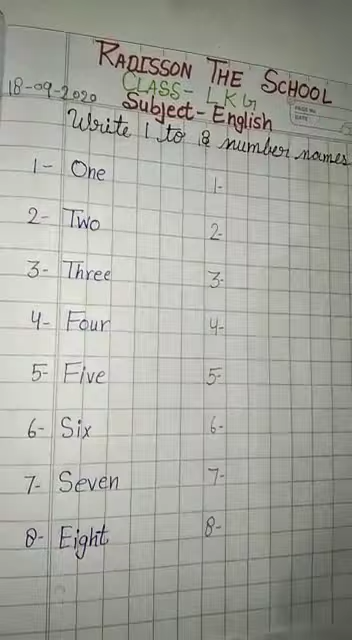 RADISSON THE SCHOOL
CLASS- LKG
18-09-2020
Subject- English
Write 1 to 8 number names
1- One 1-
2- Two 2-
3- Three 3-
4- Four 4-
5- Five 5-
6- Six 6-
7- Seven 7-
8- Eight 8-